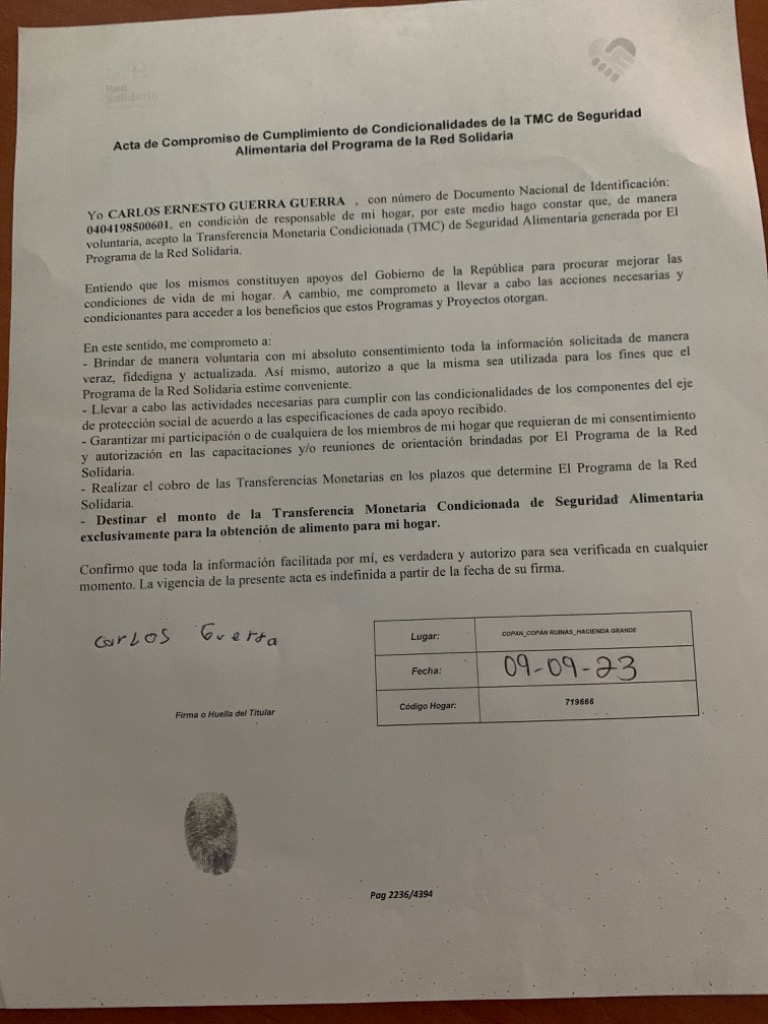 Red
Solidaria
Acta de Compromiso de Cumplimiento de Condicionalidades de la TMC de Seguridad
Alimentaria del Programa de la Red Solidaria
Yo CARLOS ERNESTO GUERRA GUERRA , con número de Documento Nacional de Identificación:
0404198500601, en condición de responsable de mi hogar, por este medio hago constar que, de manera
voluntaria, acepto la Transferencia Monetaria Condicionada (TMC) de Seguridad Alimentaria generada por El
Programa de la Red Solidaria.
Entiendo que los mismos constituyen apoyos del Gobierno de la República para procurar mejorar las
condiciones de vida de mi hogar. A cambio, me comprometo a llevar a cabo las acciones necesarias y
condicionantes para acceder a los beneficios que estos Programas y Proyectos otorgan.
En este sentido, me comprometo a:
- Brindar de manera voluntaria con mi absoluto consentimiento toda la información solicitada de manera
veraz, fidedigna y actualizada. Así mismo, autorizo a que la misma sea utilizada para los fines que el
Programa de la Red Solidaria estime conveniente.
- Llevar a cabo las actividades necesarias para cumplir con las condicionalidades de los componentes del eje
de protección social de acuerdo a las especificaciones de cada apoyo recibido.
- Garantizar mi participación o de cualquiera de los miembros de mi hogar que requieran de mi consentimiento
y autorización en las capacitaciones y/o reuniones de orientación brindadas por El Programa de la Red
Solidaria.
- Realizar el cobro de las Transferencias Monetarias en los plazos que determine El Programa de la Red
Solidaria.
- Destinar el monto de la Transferencia Monetaria Condicionada de Seguridad Alimentaria
exclusivamente para la obtención de alimento para mi hogar.
Confirmo que toda la información facilitada por mí, es verdadera y autorizo para sea verificada en cualquier
momento. La vigencia de la presente acta es indefinida a partir de la fecha de su firma.
Carlos Guerra
Firma o Huella del Titular
Lugar: COPAN_COPÁN RUINAS_HACIENDA GRANDE
Fecha: 09-09-23
Código Hogar: 719666
Pag 2236/4394